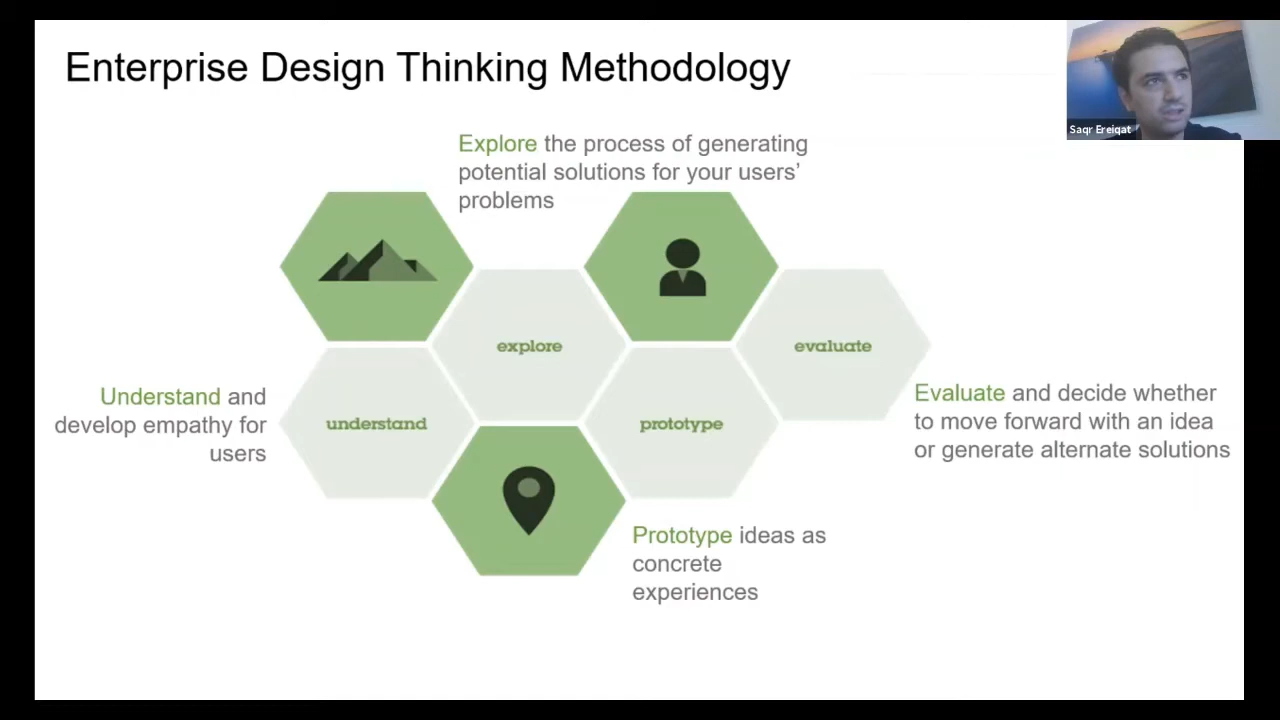 Enterprise Design Thinking Methodology
Saqr Ereiqat
Explore the process of generating
potential solutions for your users'
problems
explore
evaluate
understand
prototype
Understand and
develop empathy for
users
Evaluate and decide whether
to move forward with an idea
or generate alternate solutions
Prototype ideas as
concrete
experiences